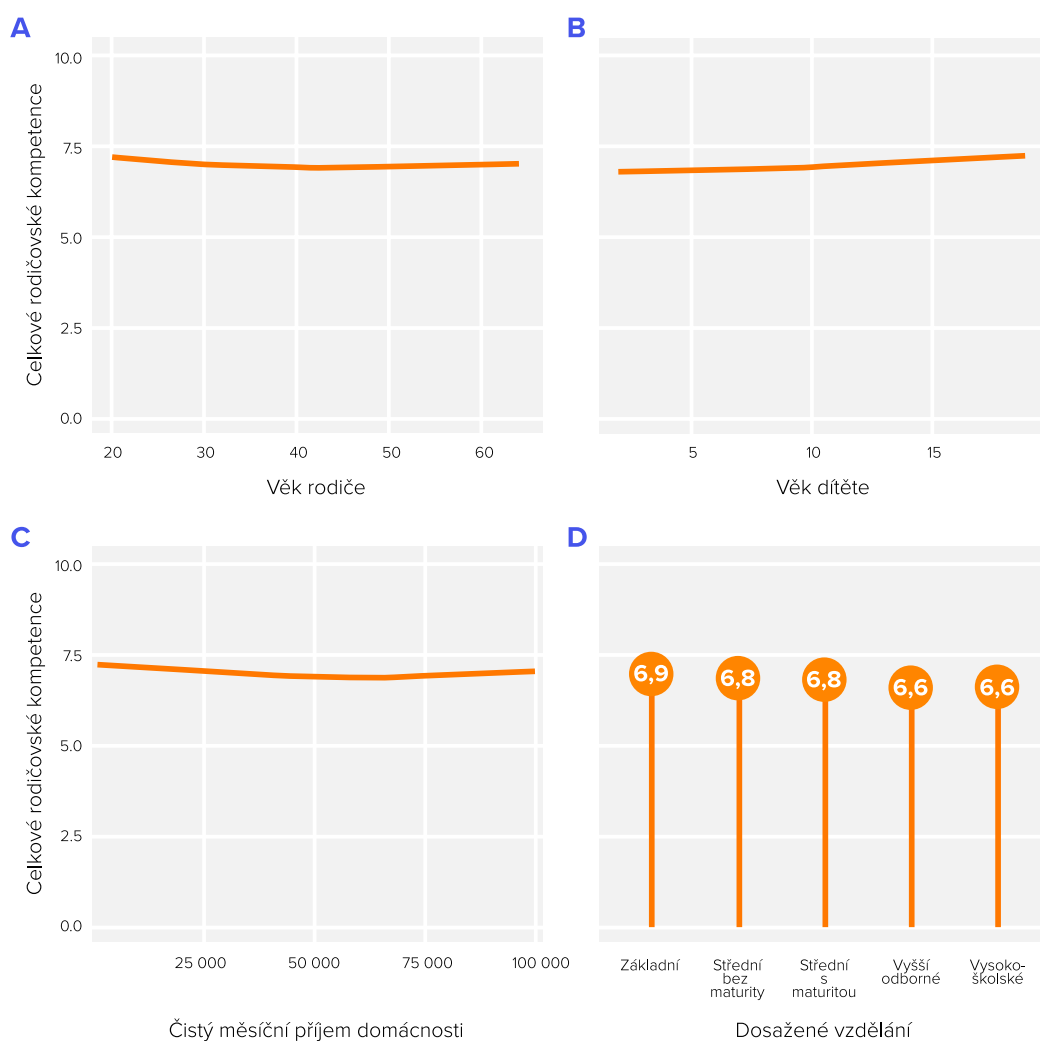 A
Celkové rodičovské kompetence
10.0
7.5
5.0
2.5
0.0
20 30 40 50 60
Věk rodiče
B
5 10 15
Věk dítěte
C
Celkové rodičovské kompetence
10.0
7.5
5.0
2.5
0.0
25 000 50 000 75 000 100 000
Čistý měsíční příjem domácnosti
D
6,9 6,8 6,8 6,6 6,6
Základní
Střední
bez
maturity
Střední
s
maturitou
Vyšší
odborné
Vysoko-
školské
Dosažené vzdělání